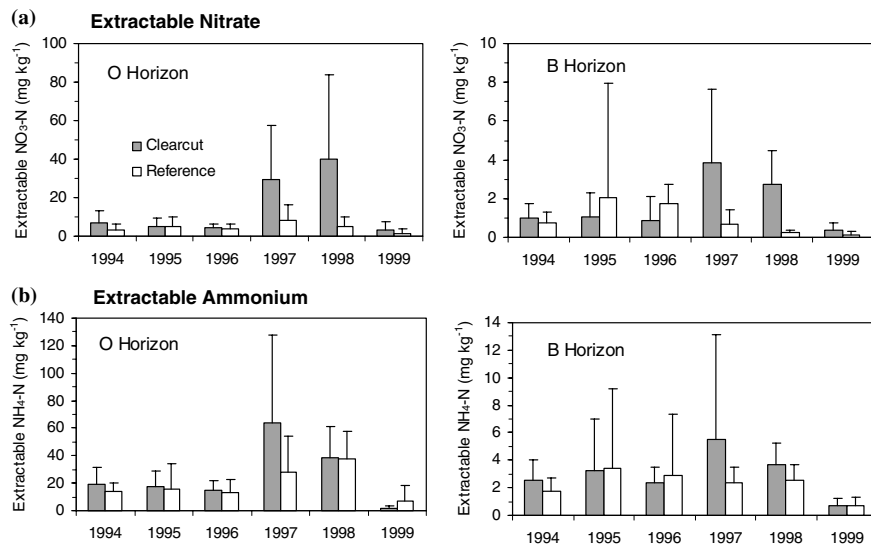 (a) Extractable Nitrate
Extractable NO₃-N (mg kg⁻¹)
100
80
60
40
20
0
O Horizon
Clearcut
Reference
1994 1995 1996 1997 1998 1999
Extractable NO₃-N (mg kg⁻¹)
10
8
6
4
2
0
B Horizon
1994 1995 1996 1997 1998 1999
(b) Extractable Ammonium
Extractable NH₄-N (mg kg⁻¹)
140
120
100
80
60
40
20
0
O Horizon
1994 1995 1996 1997 1998 1999
Extractable NH₄-N (mg kg⁻¹)
14
12
10
8
6
4
2
0
B Horizon
1994 1995 1996 1997 1998 1999